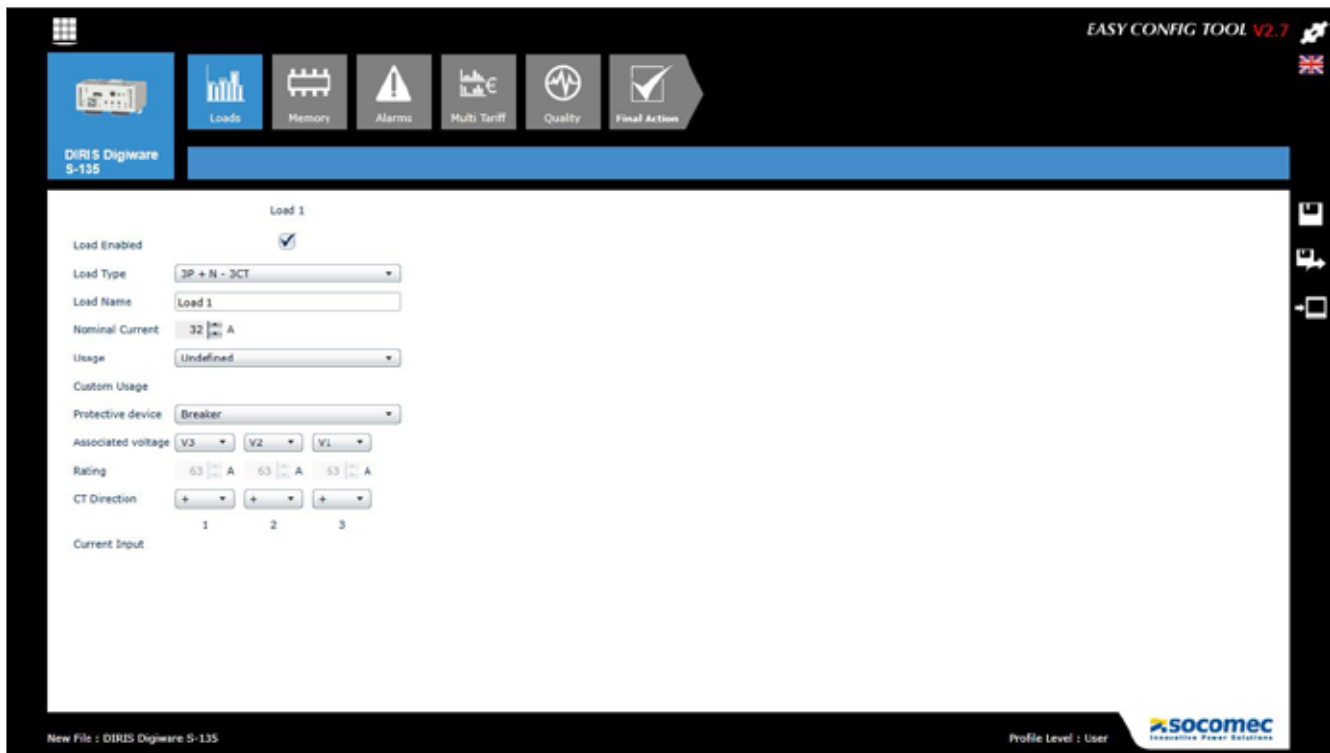 EASY CONFIG TOOL V2.7
Loads
Memory
Alarms
Multi Tariff
Quality
Final Action
DIRIS Digiware
S-135
Load 1
Load Enabled
Load Type 3P + N - 3CT
Load Name Load 1
Nominal Current 32 A
Usage Undefined
Custom Usage
Protective device Breaker
Associated voltage V3 V2 V1
Rating 63 A 63 A 63 A
CT Direction + + +
1 2 3
Current Input
New File : DIRIS Digiware S-135
Profile Level : User
socomec
Innovative Power Solutions